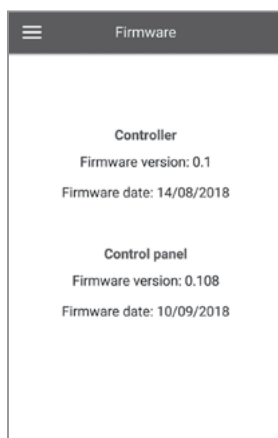 Firmware
Controller
Firmware version: 0.1
Firmware date: 14/08/2018
Control panel
Firmware version: 0.108
Firmware date: 10/09/2018